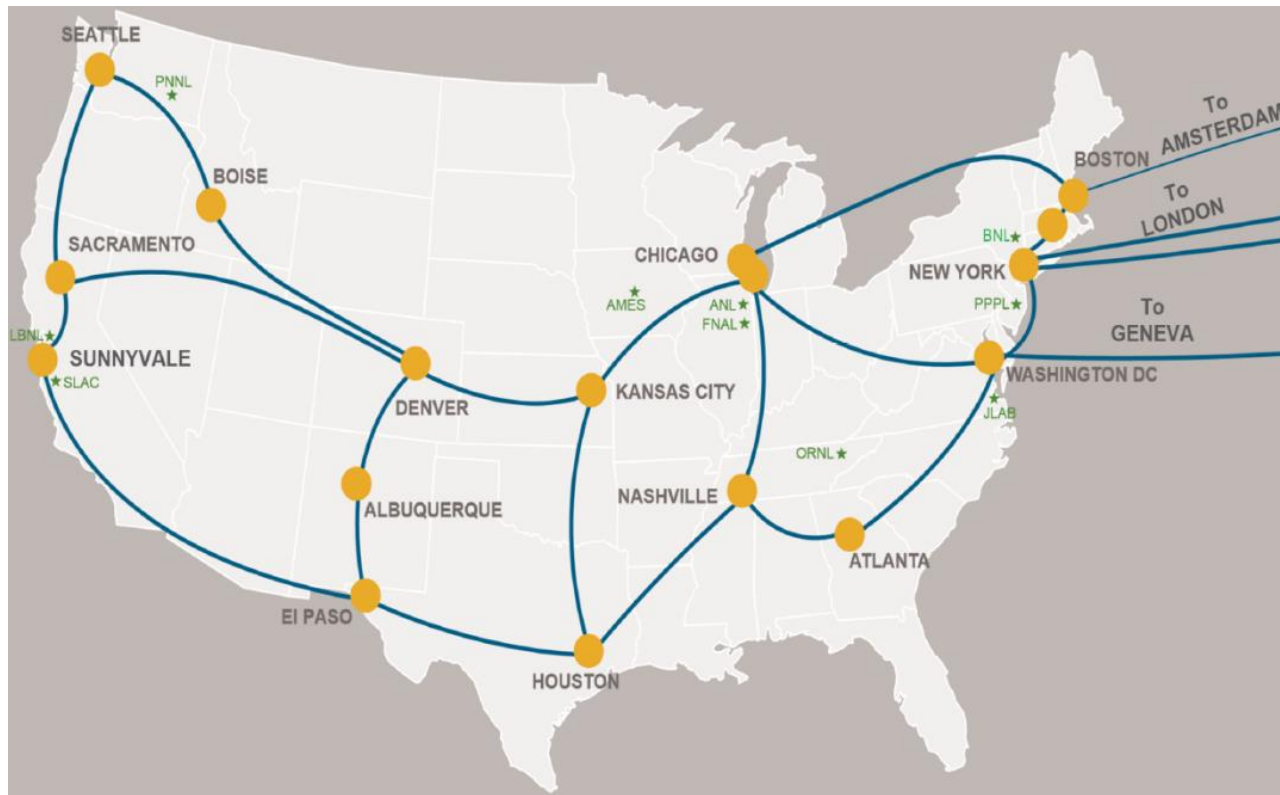 SEATTLE
PNNL
BOISE
SACRAMENTO
LBNL
SUNNYVALE
SLAC
DENVER
ALBUQUERQUE
El PASO
HOUSTON
KANSAS CITY
AMES
CHICAGO
ANL
FNAL
NASHVILLE
ORNL
ATLANTA
To
AMSTERDAM
BOSTON
To
LONDON
BNL
NEW YORK
PPPL
To
GENEVA
WASHINGTON DC
JLAB